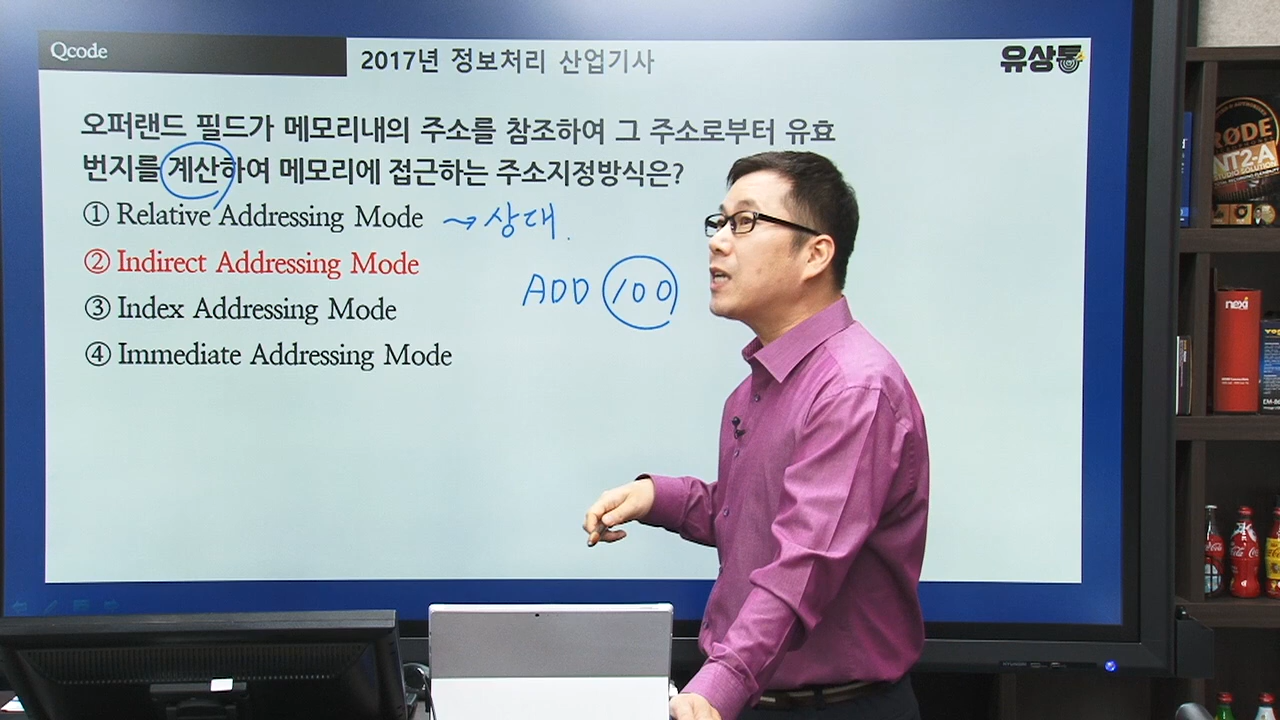 Qcode
2017년 정보처리 산업기사
유상통
오퍼랜드 필드가 메모리내의 주소를 참조하여 그 주소로부터 유효
번지를 계산하여 메모리에 접근하는 주소지정방식은?
① Relative Addressing Mode → 상대.
② Indirect Addressing Mode
ADD 100
③ Index Addressing Mode
④ Immediate Addressing Mode
RØDE
NT2-A
nexi
Coca-Cola